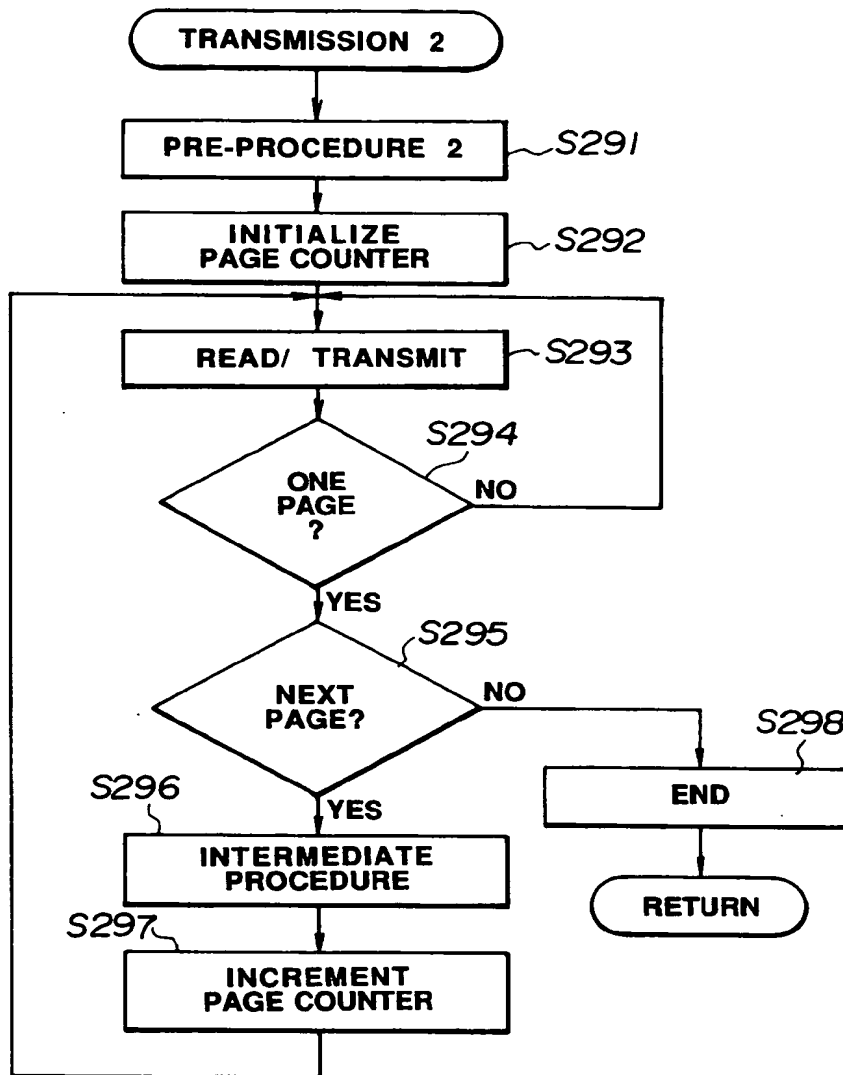 TRANSMISSION 2
PRE-PROCEDURE 2
S291
INITIALIZE
PAGE COUNTER
S292
READ/ TRANSMIT
S293
S294
ONE
PAGE
?
NO
YES
S295
NEXT
PAGE?
NO
S298
END
YES
S296
INTERMEDIATE
PROCEDURE
RETURN
S297
INCREMENT
PAGE COUNTER